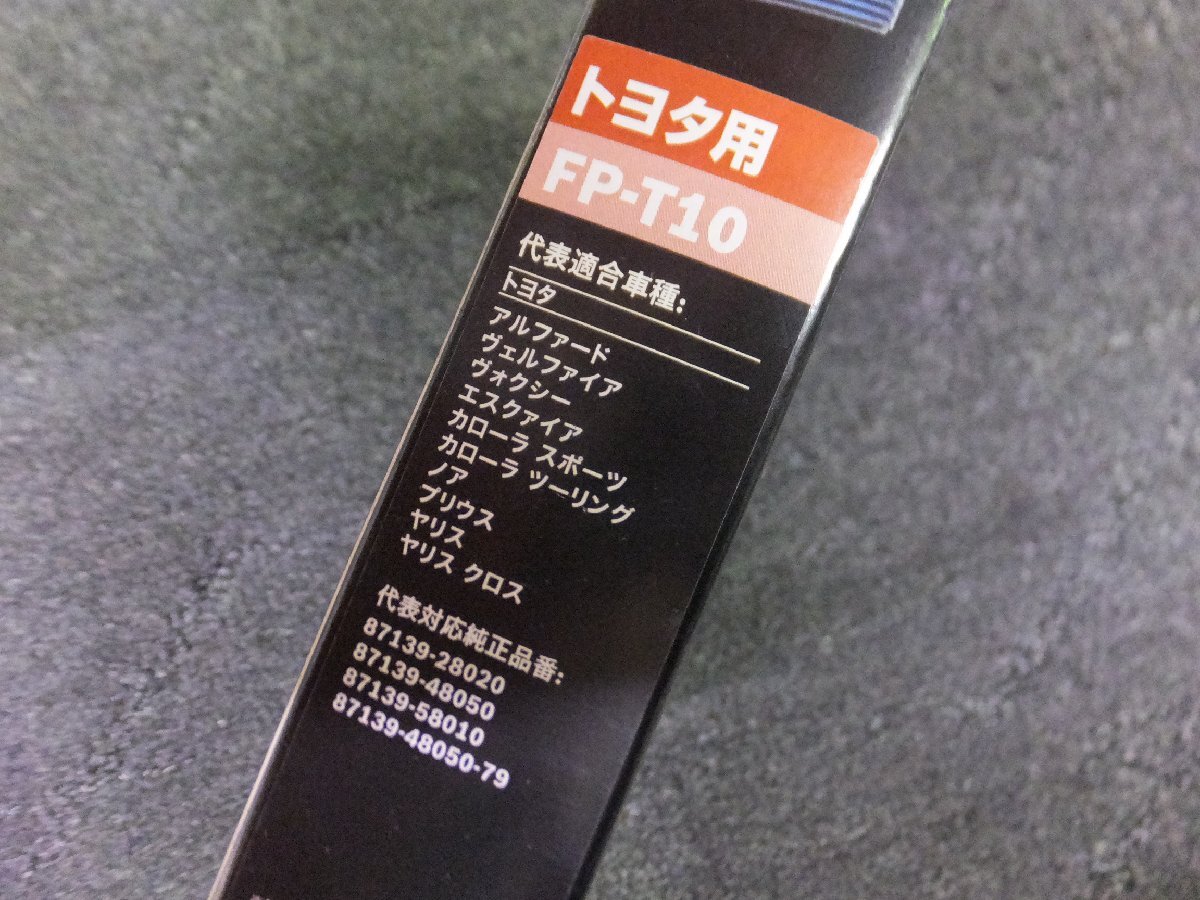 トヨタ用
FP-T10
代表適合車種:
トヨタ
アルファード
ヴェルファイア
ヴォクシー
エスクァイア
カローラ スポーツ
カローラ ツーリング
ノア
プリウス
ヤリス
ヤリス クロス
代表対応純正品番:
87139-28020
87139-48050
87139-58010
87139-48050-79